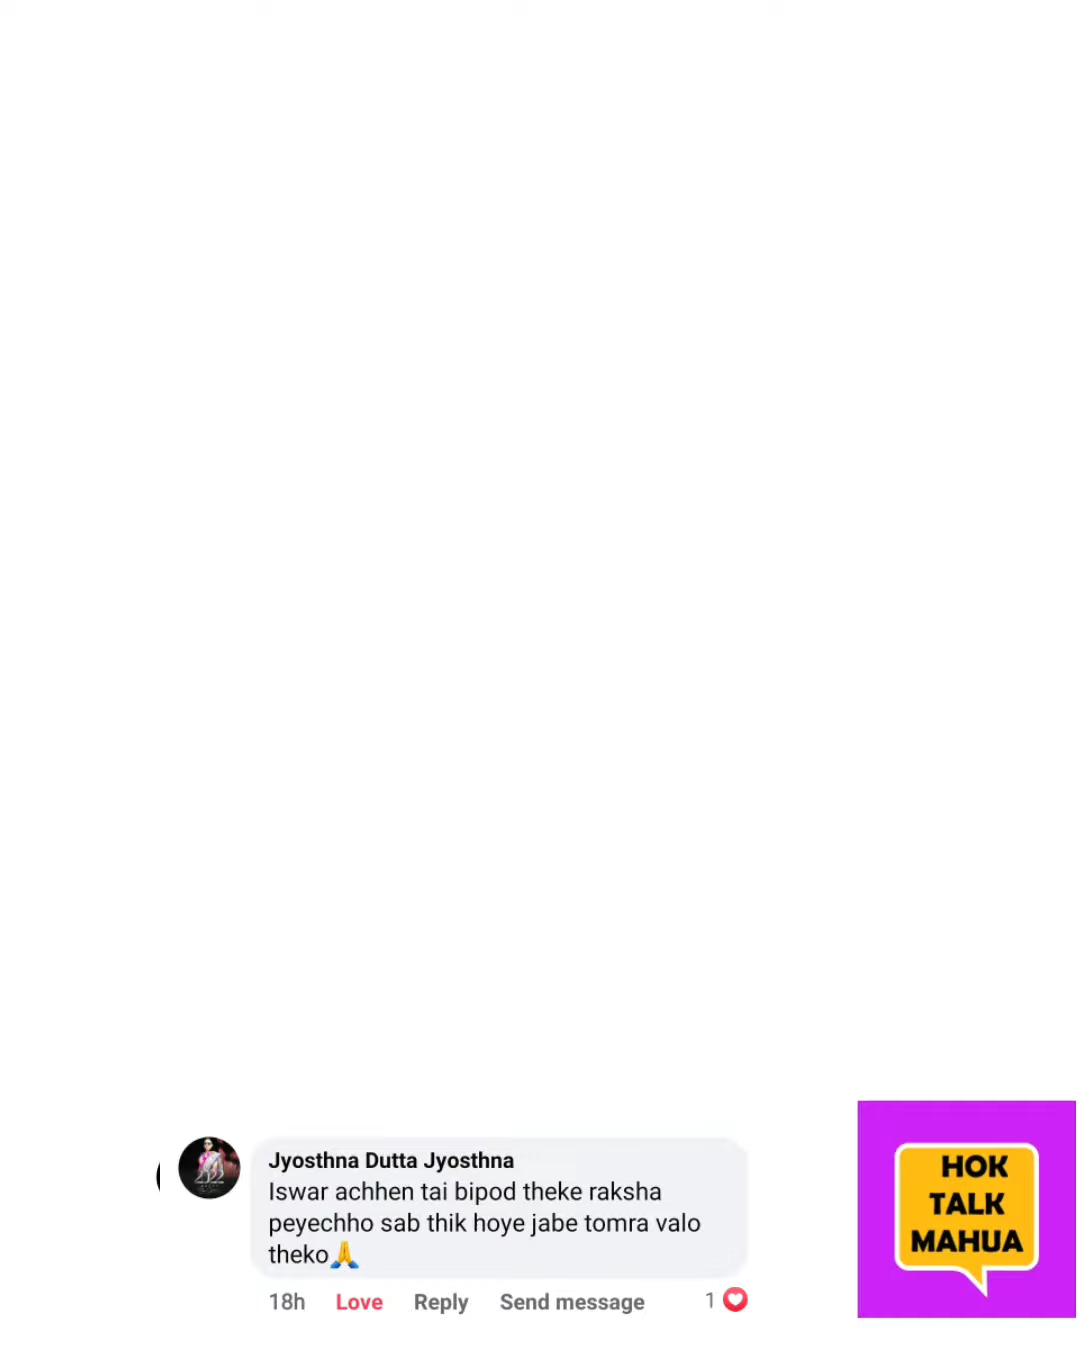 Jyosthna Dutta Jyosthna
Iswar achhen tai bipod theke raksha
peyechho sab thik hoye jabe tomra valo
theko🙏
18h Love Reply Send message 1
HOK
TALK
MAHUA